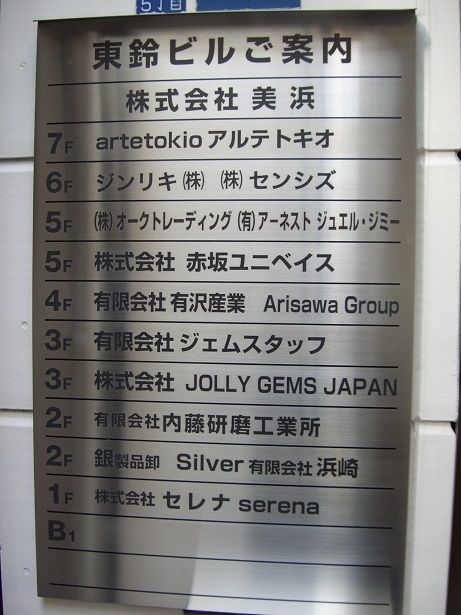 5丁目
東鈴ビルご案内
株式会社 美浜
7F artetokio アルテトキオ
6F ジンリキ㈱ ㈱センシズ
5F ㈱オークトレーディング ㈲アーネスト ジュエル・ジミー
5F 株式会社 赤坂ユニベイス
4F 有限会社 有沢産業 Arisawa Group
3F 有限会社 ジェムスタッフ
3F 株式会社 JOLLY GEMS JAPAN
2F 有限会社 内藤研磨工業所
2F 銀製品卸 Silver 有限会社 浜崎
1F 株式会社 セレナ serena
B1